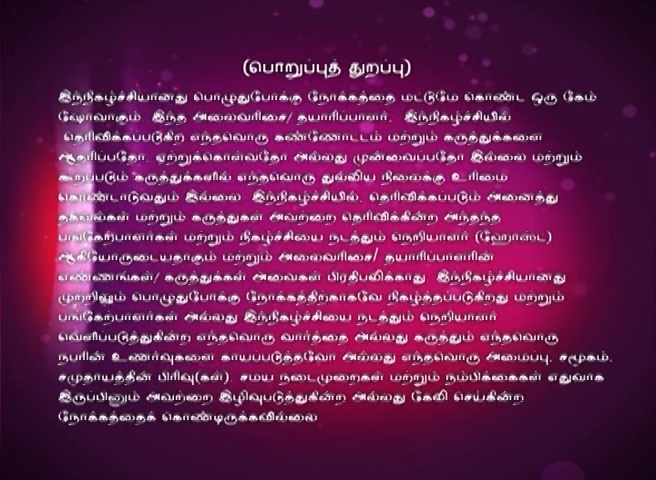 (பொறுப்புத் துறப்பு)
இந்நிகழ்ச்சியானது பொழுதுபோக்கு நோக்கத்தை மட்டுமே கொண்ட ஒரு கேம்
ஷோவாகும். இந்த அலைவரிசை/ தயாரிப்பாளர், இந்நிகழ்ச்சியில்
தெரிவிக்கப்படுகிற எந்தவொரு கண்ணோட்டம் மற்றும் கருத்துக்களை
ஆதரிப்பதோ, ஏற்றுக்கொள்வதோ அல்லது முன்வைப்பதோ இல்லை மற்றும்
கூறப்படும் கருத்துக்களில் எந்தவொரு துல்லிய நிலைக்கு உரிமை
கொண்டாடுவதும் இல்லை. இந்நிகழ்ச்சியில், தெரிவிக்கப்படும் அனைத்து
தகவல்கள் மற்றும் கருத்துகள் அவற்றை தெரிவிக்கின்ற அந்தந்த
பங்கேற்பாளர்கள் மற்றும் நிகழ்ச்சியை நடத்தும் நெறியாளர் (ஹோஸ்ட்)
ஆகியோருடையதாகும் மற்றும் அலைவரிசை/ தயாரிப்பாளரின்
எண்ணங்கள்/ கருத்துக்கள் அவைகள் பிரதிபலிக்காது. இந்நிகழ்ச்சியானது
முற்றிலும் பொழுதுபோக்கு நோக்கத்திற்காகவே நிகழ்த்தப்படுகிறது மற்றும்
பங்கேற்பாளர்கள் அல்லது இந்நிகழ்ச்சியை நடத்தும் நெறியாளர்
வெளிப்படுத்துகின்ற எந்தவொரு வார்த்தை அல்லது கருத்தும் எந்தவொரு
நபரின் உணர்வுகளை காயப்படுத்தவோ அல்லது எந்தவொரு அமைப்பு, சமூகம்,
சமுதாயத்தின் பிரிவு(கள்), சமய நடைமுறைகள் மற்றும் நம்பிக்கைகள் எதுவாக
இருப்பினும் அவற்றை இழிவுபடுத்துகின்ற அல்லது கேலி செய்கின்ற
நோக்கத்தைக் கொண்டிருக்கவில்லை